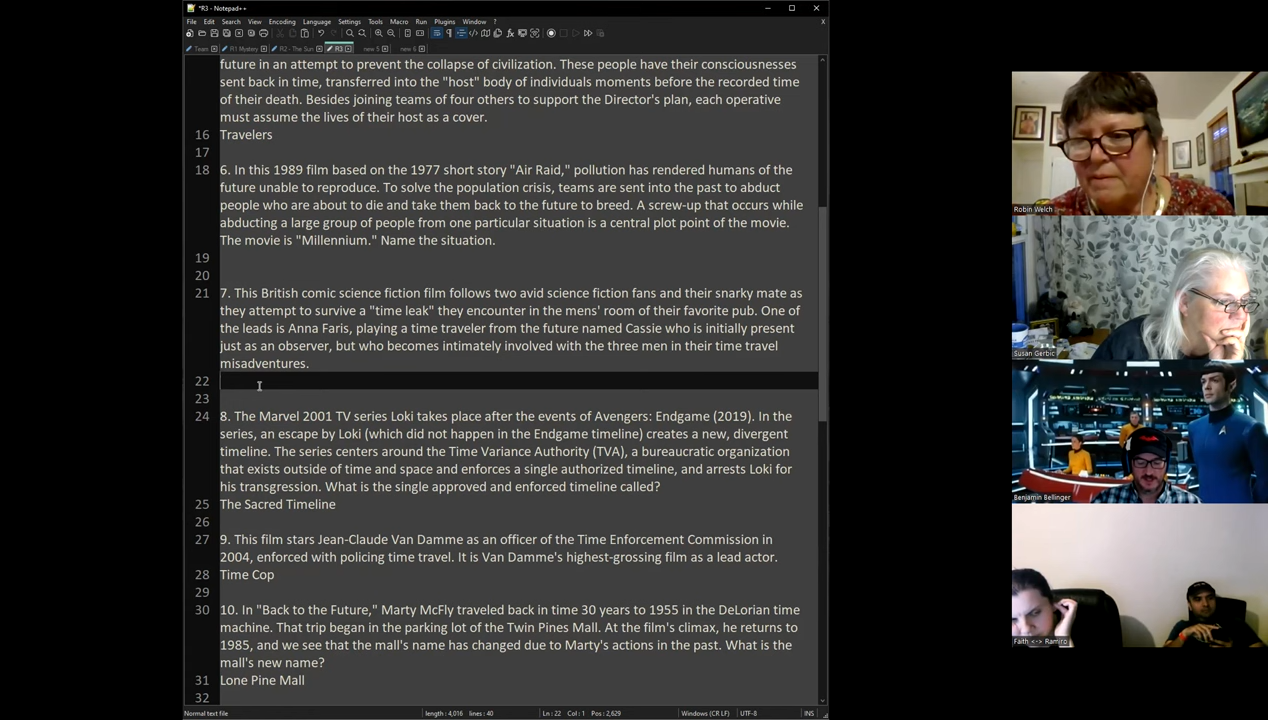 *R3 - Notepad++
File Edit Search View Encoding Language Settings Tools Macro Run Plugins Window ?
X
Team R1 Mystery R2 - The Sun R3 new 5 new 6
future in an attempt to prevent the collapse of civilization. These people have their consciousnesses
sent back in time, transferred into the "host" body of individuals moments before the recorded time
of their death. Besides joining teams of four others to support the Director's plan, each operative
must assume the lives of their host as a cover.
16 Travelers
17
18 6. In this 1989 film based on the 1977 short story "Air Raid," pollution has rendered humans of the
future unable to reproduce. To solve the population crisis, teams are sent into the past to abduct
people who are about to die and take them back to the future to breed. A screw-up that occurs while
abducting a large group of people from one particular situation is a central plot point of the movie.
The movie is "Millennium." Name the situation.
19
20
21 7. This British comic science fiction film follows two avid science fiction fans and their snarky mate as
they attempt to survive a "time leak" they encounter in the mens' room of their favorite pub. One of
the leads is Anna Faris, playing a time traveler from the future named Cassie who is initially present
just as an observer, but who becomes intimately involved with the three men in their time travel
misadventures.
22
23
24 8. The Marvel 2001 TV series Loki takes place after the events of Avengers: Endgame (2019). In the
series, an escape by Loki (which did not happen in the Endgame timeline) creates a new, divergent
timeline. The series centers around the Time Variance Authority (TVA), a bureaucratic organization
that exists outside of time and space and enforces a single authorized timeline, and arrests Loki for
his transgression. What is the single approved and enforced timeline called?
25 The Sacred Timeline
26
27 9. This film stars Jean-Claude Van Damme as an officer of the Time Enforcement Commission in
2004, enforced with policing time travel. It is Van Damme's highest-grossing film as a lead actor.
28 Time Cop
29
30 10. In "Back to the Future," Marty McFly traveled back in time 30 years to 1955 in the DeLorian time
machine. That trip began in the parking lot of the Twin Pines Mall. At the film's climax, he returns to
1985, and we see that the mall's name has changed due to Marty's actions in the past. What is the
mall's new name?
31 Lone Pine Mall
32
Normal text file length : 4,016 lines : 40 Ln : 22 Col : 1 Pos : 2,629 Windows (CR LF) UTF-8 INS
Robin Welch
Susan Gerbic
Benjamin Bellinger
Faith <-> Ramiro